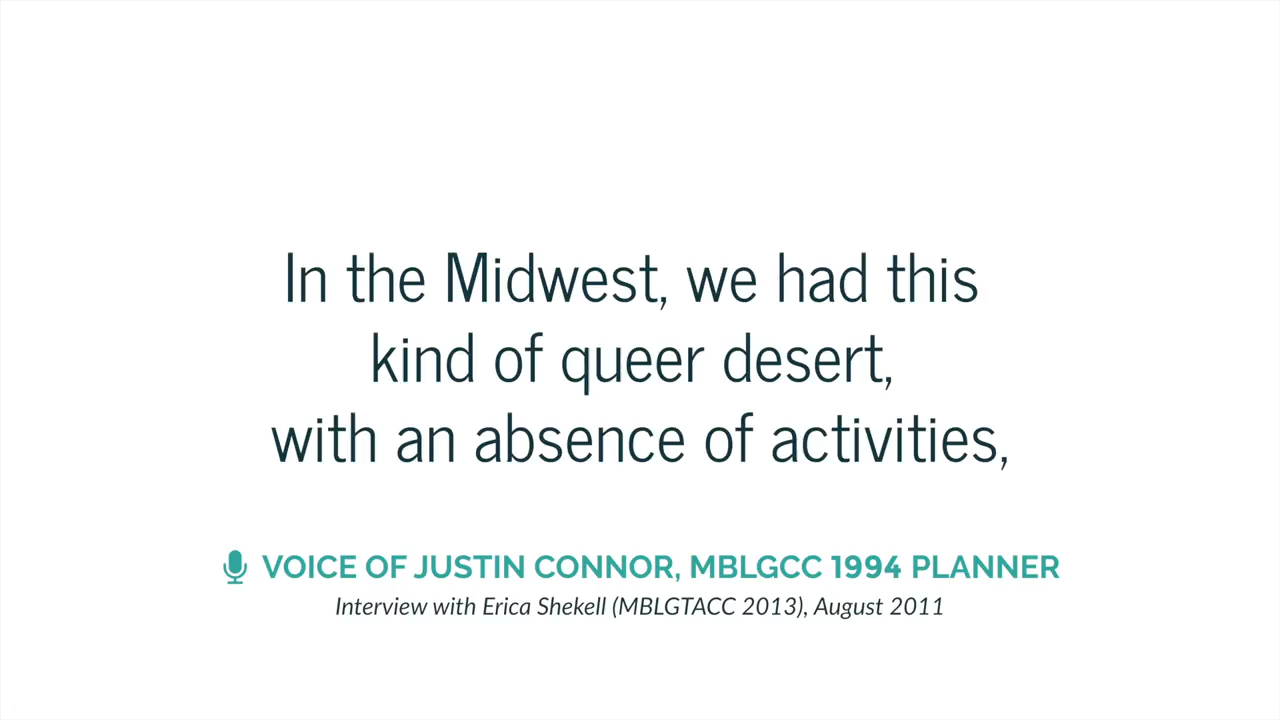 In the Midwest, we had this
kind of queer desert,
with an absence of activities,
VOICE OF JUSTIN CONNOR, MBLGCC 1994 PLANNER
Interview with Erica Shekell (MBLGTACC 2013), August 2011